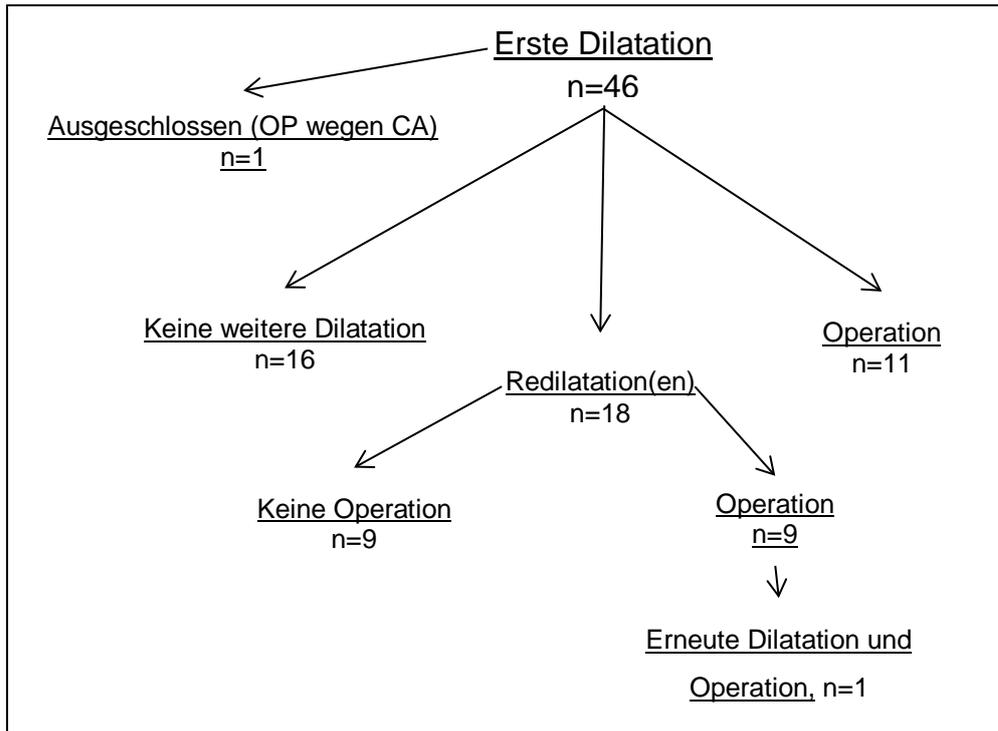 Erste Dilatation
n=46
Ausgeschlossen (OP wegen CA)
n=1
Keine weitere Dilatation
n=16
Redilatation(en)
n=18
Operation
n=11
Keine Operation
n=9
Operation
n=9
Erneute Dilatation und
Operation, n=1